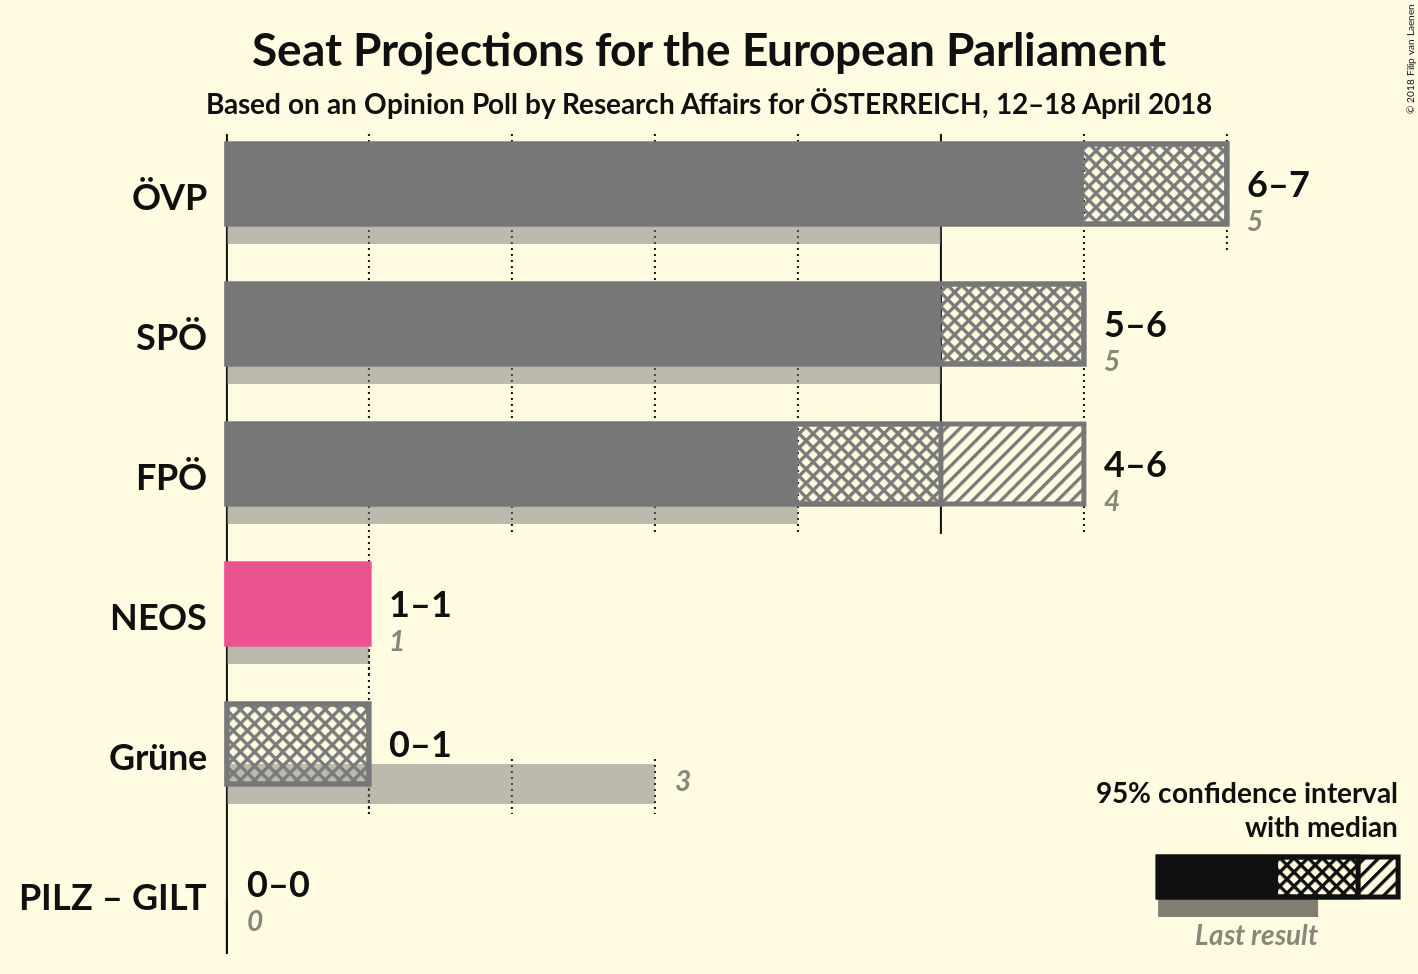 Seat Projections for the European Parliament
Based on an Opinion Poll by Research Affairs for ÖSTERREICH, 12–18 April 2018
© 2018 Filip van Laenen
ÖVP
6–7
5
SPÖ
5–6
5
FPÖ
4–6
4
NEOS
1–1
1
Grüne
0–1
3
PILZ – GILT
0–0
0
95% confidence interval
with median
Last result